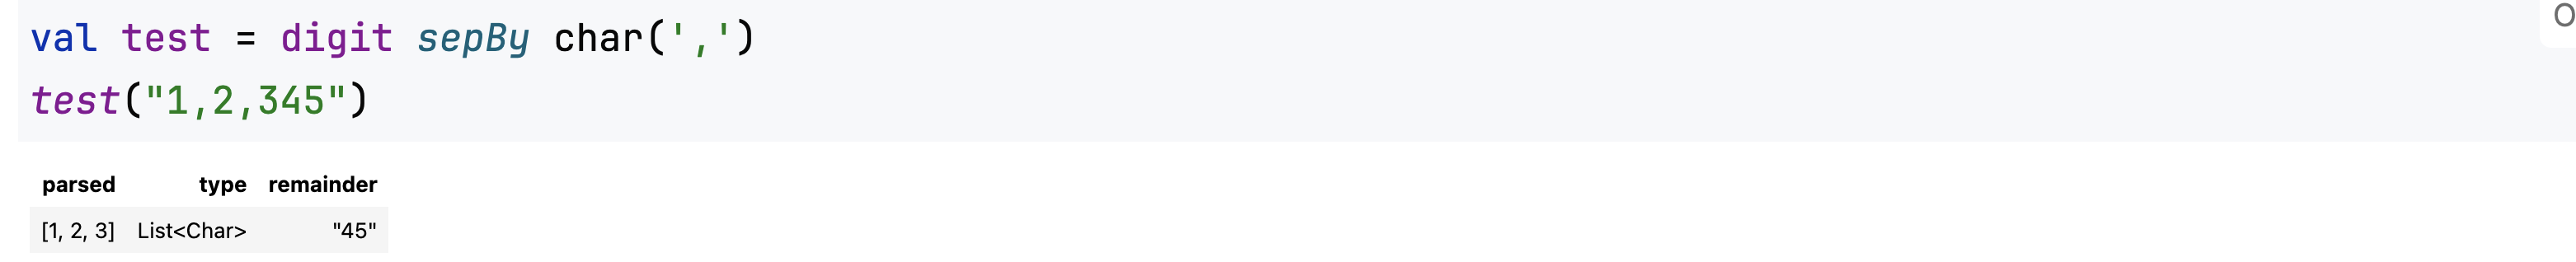 val test = digit sepBy char(',')
test("1,2,345")
parsed type remainder
[1, 2, 3] List<Char> "45"